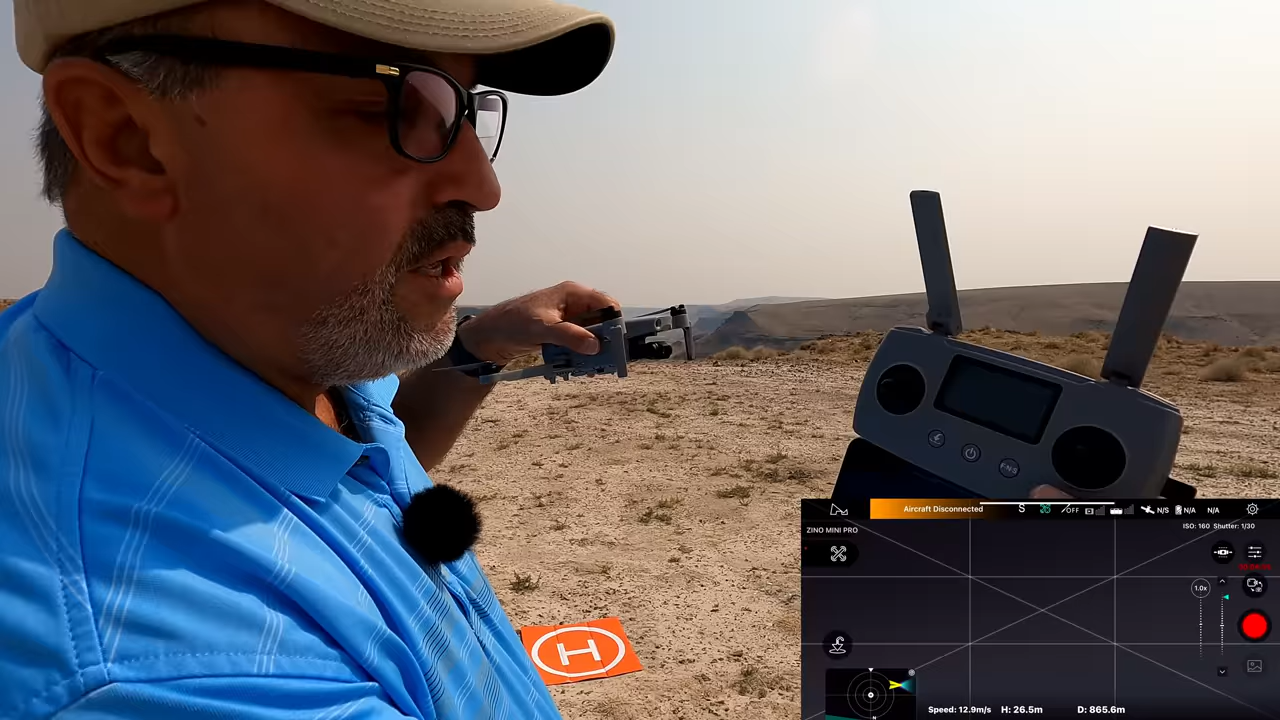 Aircraft Disconnected
S
OFF
N/S
N/A
N/A
ISO: 160 Shutter: 1/30
ZINO MINI PRO
1.0x
Speed: 12.9m/s H: 26.5m D: 865.6m
N
H